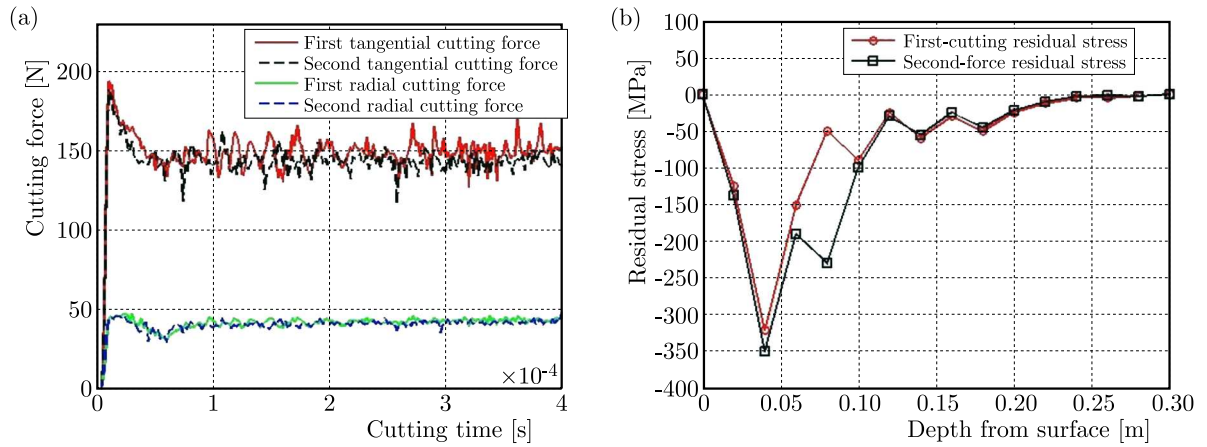 (a)
Cutting force [N]
200
150
100
50
0
First tangential cutting force
Second tangential cutting force
First radial cutting force
Second radial cutting force
×10-4
0
1
2
3
4
Cutting time [s]
(b)
Residual stress [MPa]
100
50
0
-50
-100
-150
-200
-250
-300
-350
-400
First-cutting residual stress
Second-force residual stress
0
0.05
0.10
0.15
0.20
0.25
0.30
Depth from surface [m]